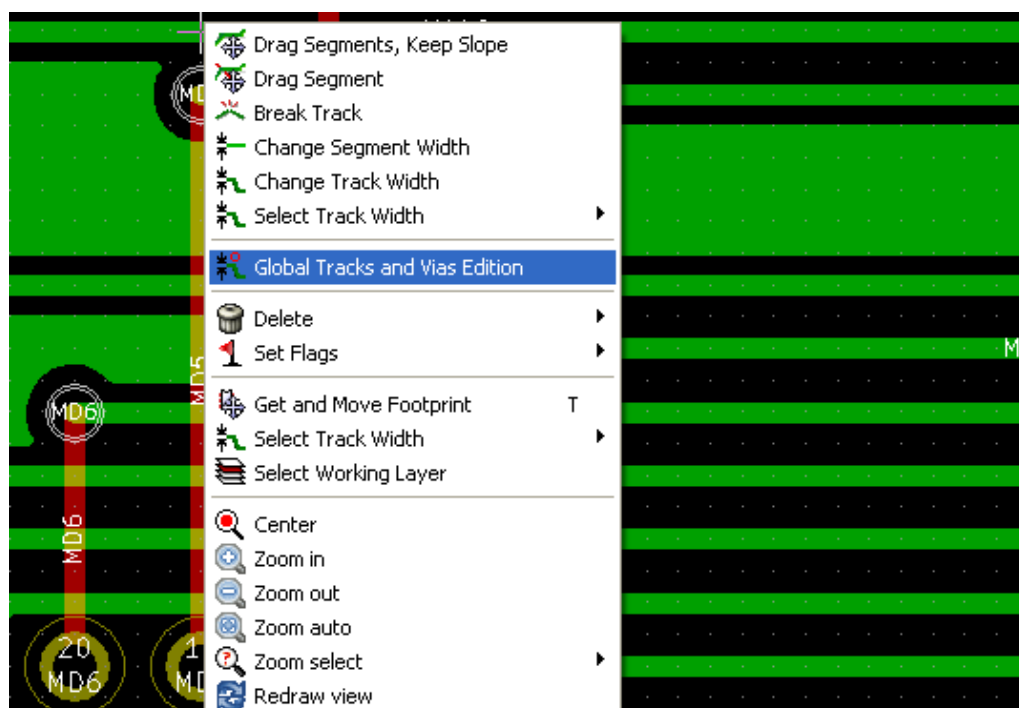 Drag Segments, Keep Slope
Drag Segment
Break Track
Change Segment Width
Change Track Width
Select Track Width
Global Tracks and Vias Edition
Delete
Set Flags
Get and Move Footprint T
Select Track Width
Select Working Layer
Center
Zoom in
Zoom out
Zoom auto
Zoom select
Redraw view
MD5
MD6
MD6
20
MD6